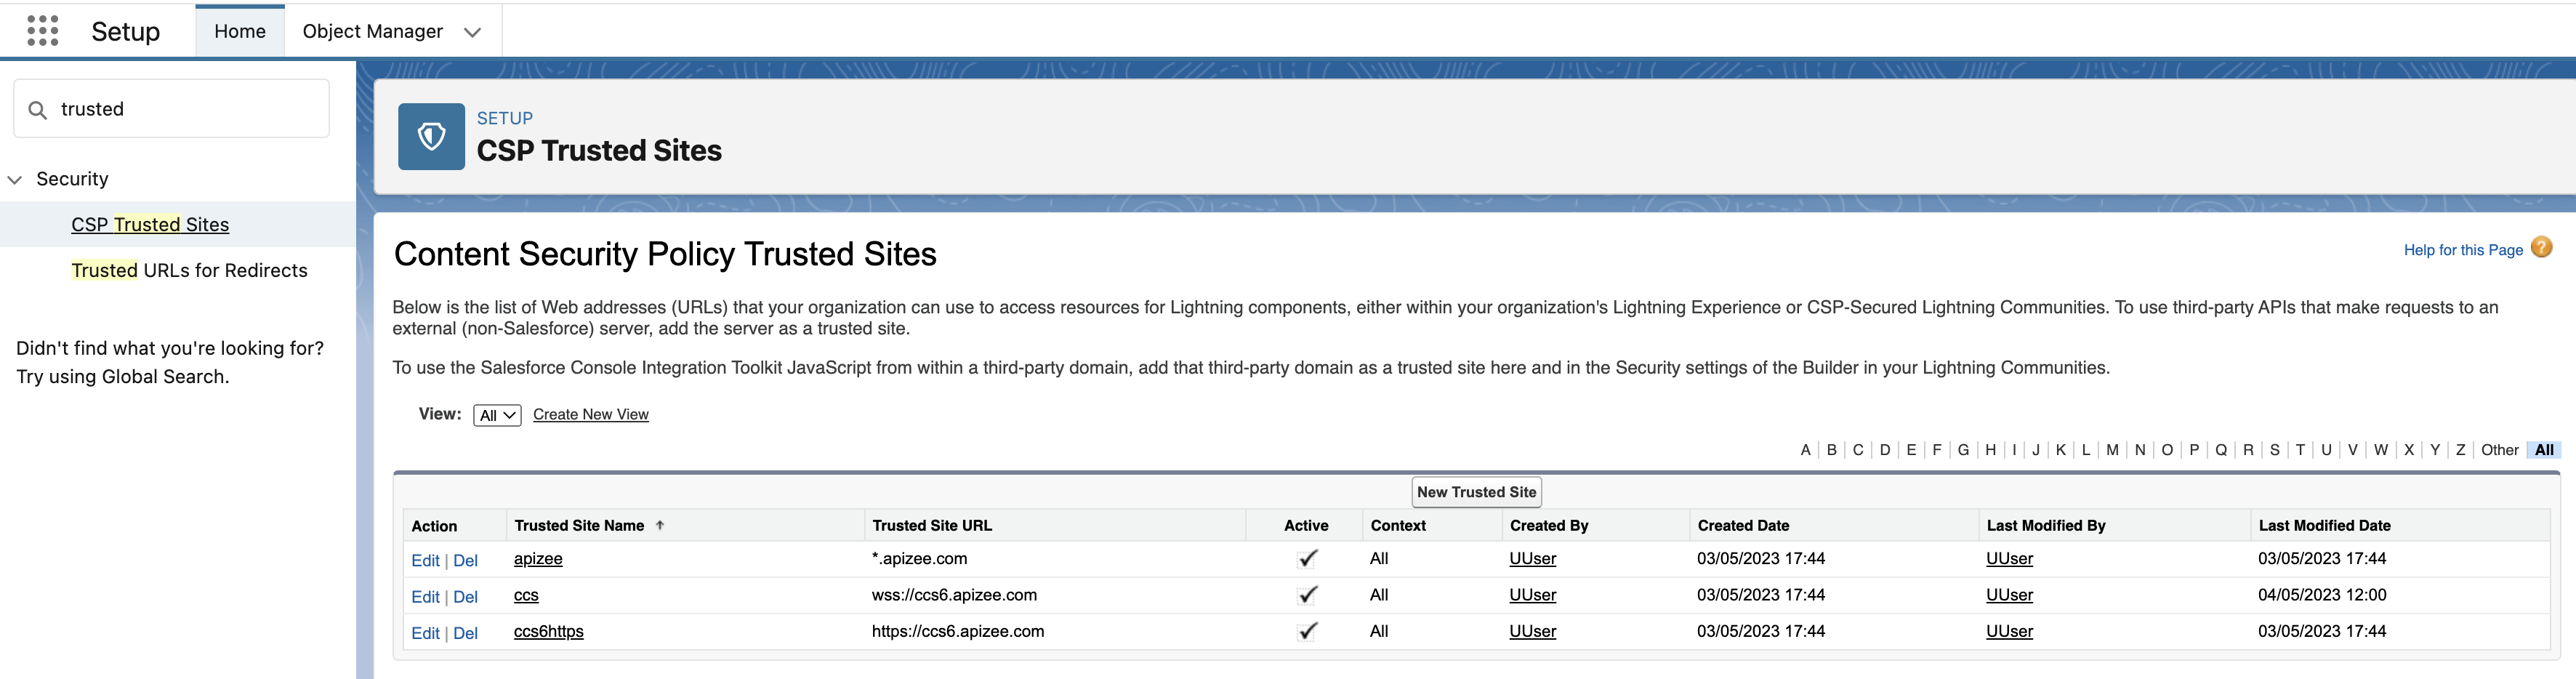 Setup
Home
Object Manager
trusted
Security
CSP Trusted Sites
Trusted URLs for Redirects
Didn't find what you're looking for?
Try using Global Search.
SETUP
CSP Trusted Sites
Content Security Policy Trusted Sites
Help for this Page ?
Below is the list of Web addresses (URLs) that your organization can use to access resources for Lightning components, either within your organization's Lightning Experience or CSP-Secured Lightning Communities. To use third-party APIs that make requests to an
external (non-Salesforce) server, add the server as a trusted site.
To use the Salesforce Console Integration Toolkit JavaScript from within a third-party domain, add that third-party domain as a trusted site here and in the Security settings of the Builder in your Lightning Communities.
View: All Create New View
A | B | C | D | E | F | G | H | I | J | K | L | M | N | O | P | Q | R | S | T | U | V | W | X | Y | Z | Other | All
New Trusted Site
Action Trusted Site Name Trusted Site URL Active Context Created By Created Date Last Modified By Last Modified Date
Edit | Del apizee *.apizee.com All UUser 03/05/2023 17:44 UUser 03/05/2023 17:44
Edit | Del ccs wss://ccs6.apizee.com All UUser 03/05/2023 17:44 UUser 04/05/2023 12:00
Edit | Del ccs6https https://ccs6.apizee.com All UUser 03/05/2023 17:44 UUser 03/05/2023 17:44